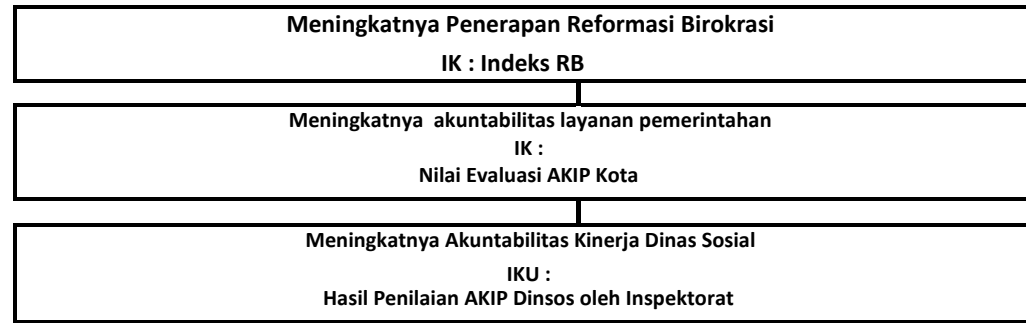 Meningkatnya Penerapan Reformasi Birokrasi
IK : Indeks RB
Meningkatnya akuntabilitas layanan pemerintahan
IK :
Nilai Evaluasi AKIP Kota
Meningkatnya Akuntabilitas Kinerja Dinas Sosial
IKU :
Hasil Penilaian AKIP Dinsos oleh Inspektorat